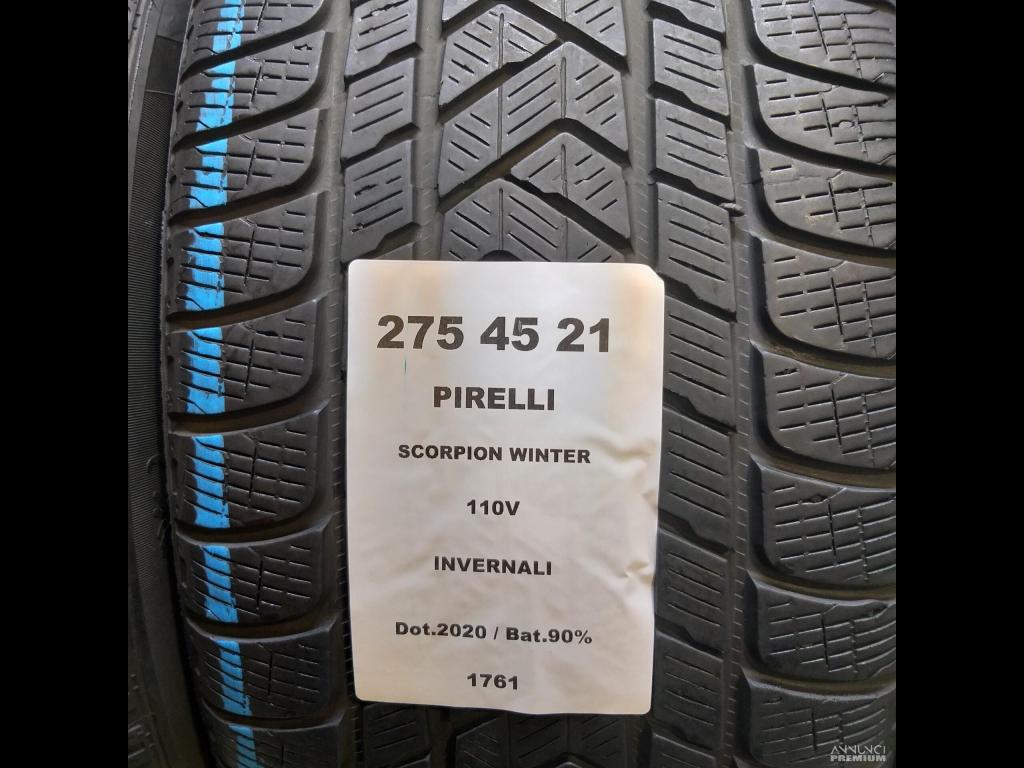 275 45 21
PIRELLI
SCORPION WINTER
110V
INVERNALI
Dot.2020 / Bat.90%
1761
ANNUNCI
PREMIUM